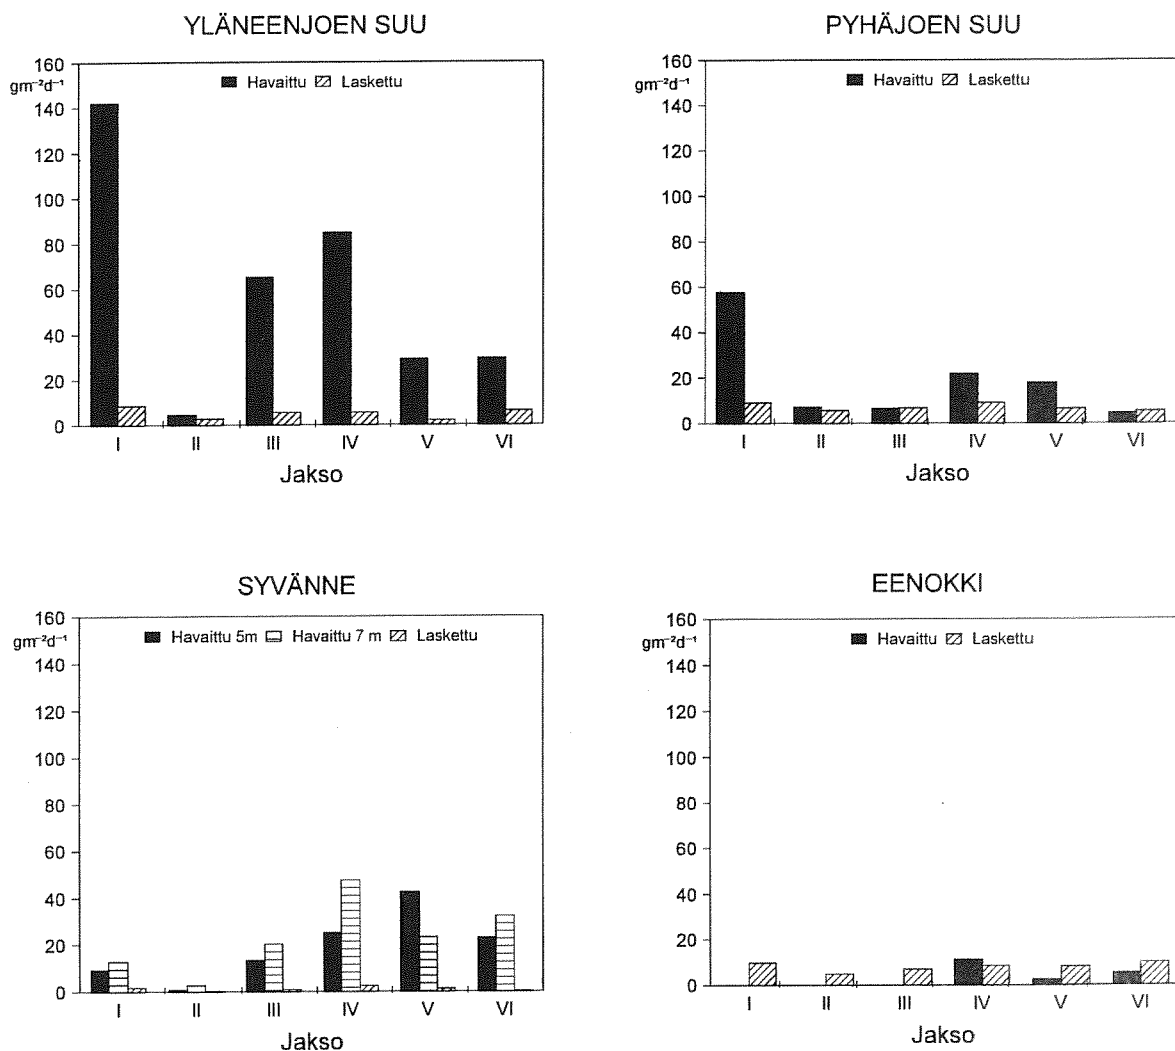 YLÄNEENJOEN SUU
160
gm⁻²d⁻¹
Havaittu Laskettu
140
120
100
80
60
40
20
0
I II III IV V VI
Jakso
PYHÄJOEN SUU
160
gm⁻²d⁻¹
Havaittu Laskettu
140
120
100
80
60
40
20
0
I II III IV V VI
Jakso
SYVÄNNE
160
gm⁻²d⁻¹
Havaittu 5m Havaittu 7 m Laskettu
140
120
100
80
60
40
20
0
I II III IV V VI
Jakso
EENOKKI
160
gm⁻²d⁻¹
Havaittu Laskettu
140
120
100
80
60
40
20
0
I II III IV V VI
Jakso